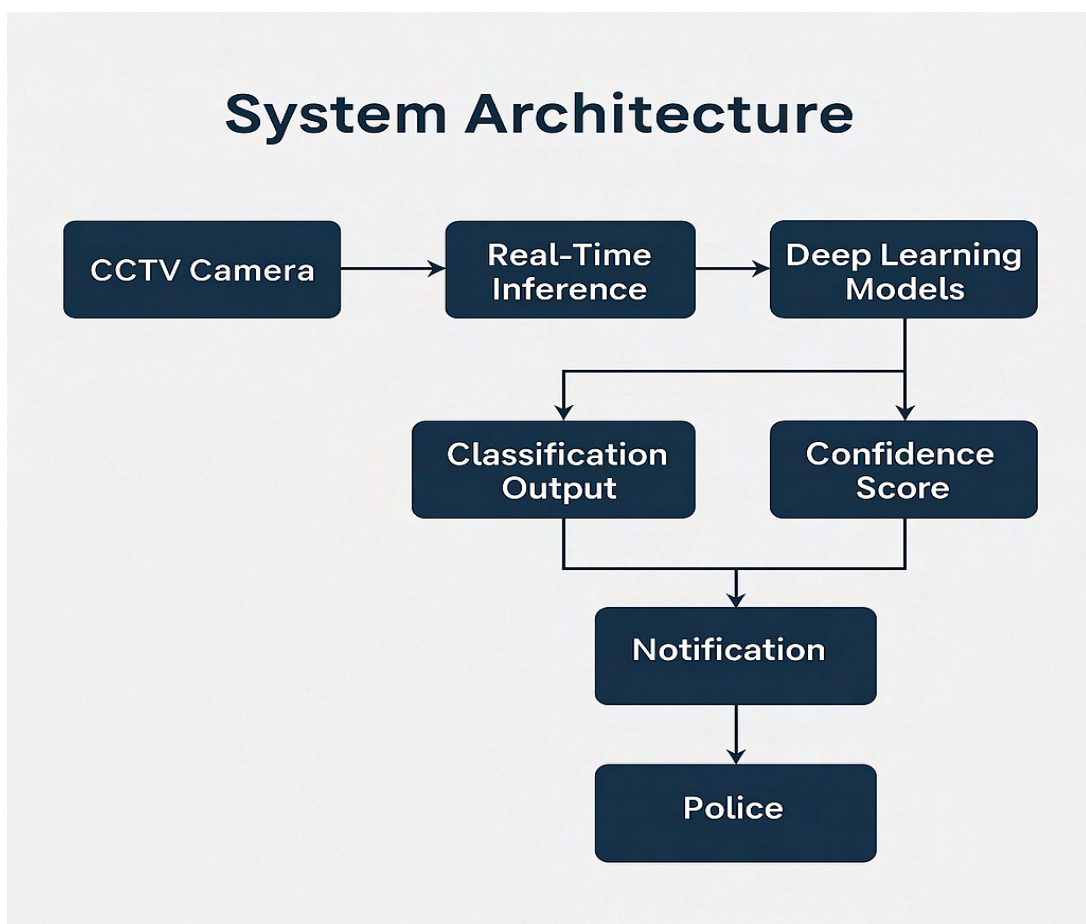 System Architecture
CCTV Camera
Real-Time
Inference
Deep Learning
Models
Classification
Output
Confidence
Score
Notification
Police